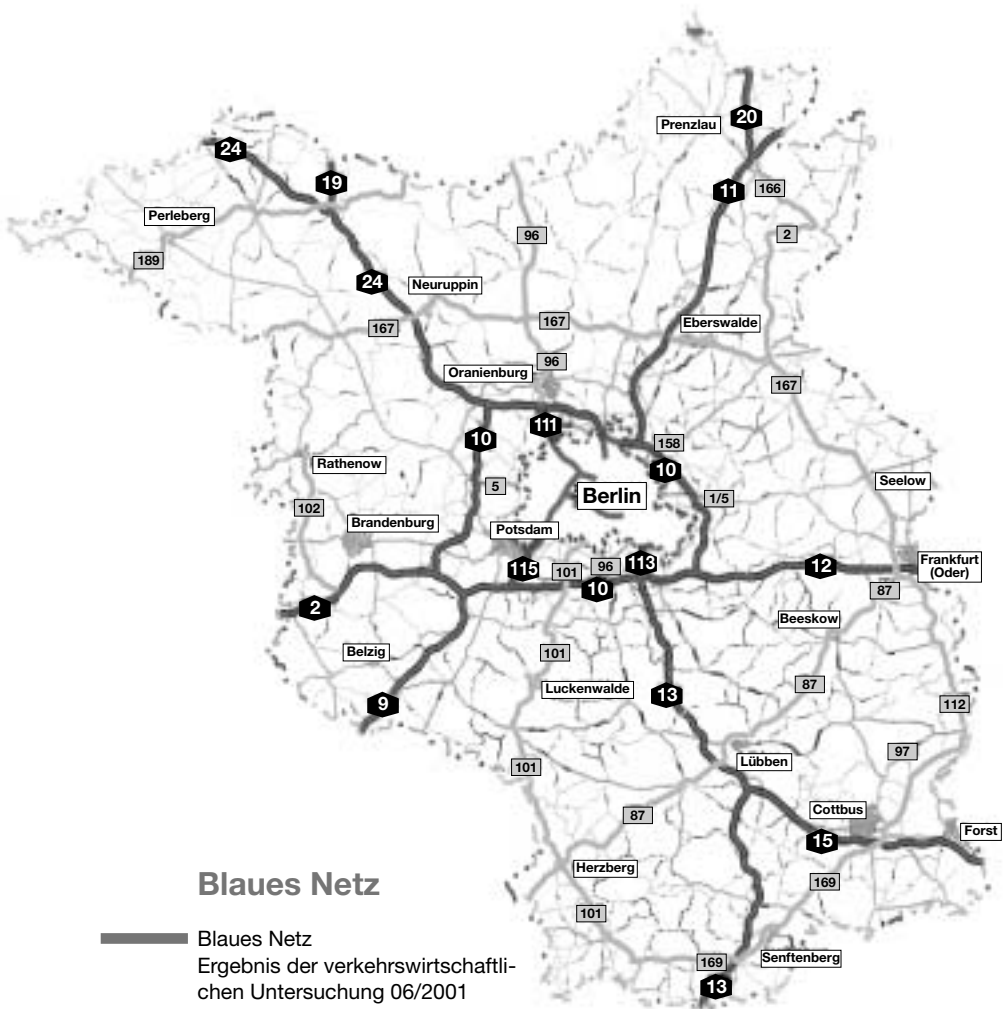 20
Prenzlau
24
19
11
166
Perleberg
96
2
189
24
Neuruppin
167
167
Eberswalde
96
Oranienburg
167
111
10
158
Rathenow
10
Seelow
5
Berlin
1/5
102
Brandenburg
Potsdam
Frankfurt
(Oder)
96
113
12
115
101
10
87
2
Beeskow
Belzig
101
87
Luckenwalde
13
9
112
97
101
Lübben
87
Cottbus
Forst
15
Herzberg
169
Blaues Netz
101
Blaues Netz
Ergebnis der verkehrswirtschaftli-
chen Untersuchung 06/2001
Senftenberg
169
13